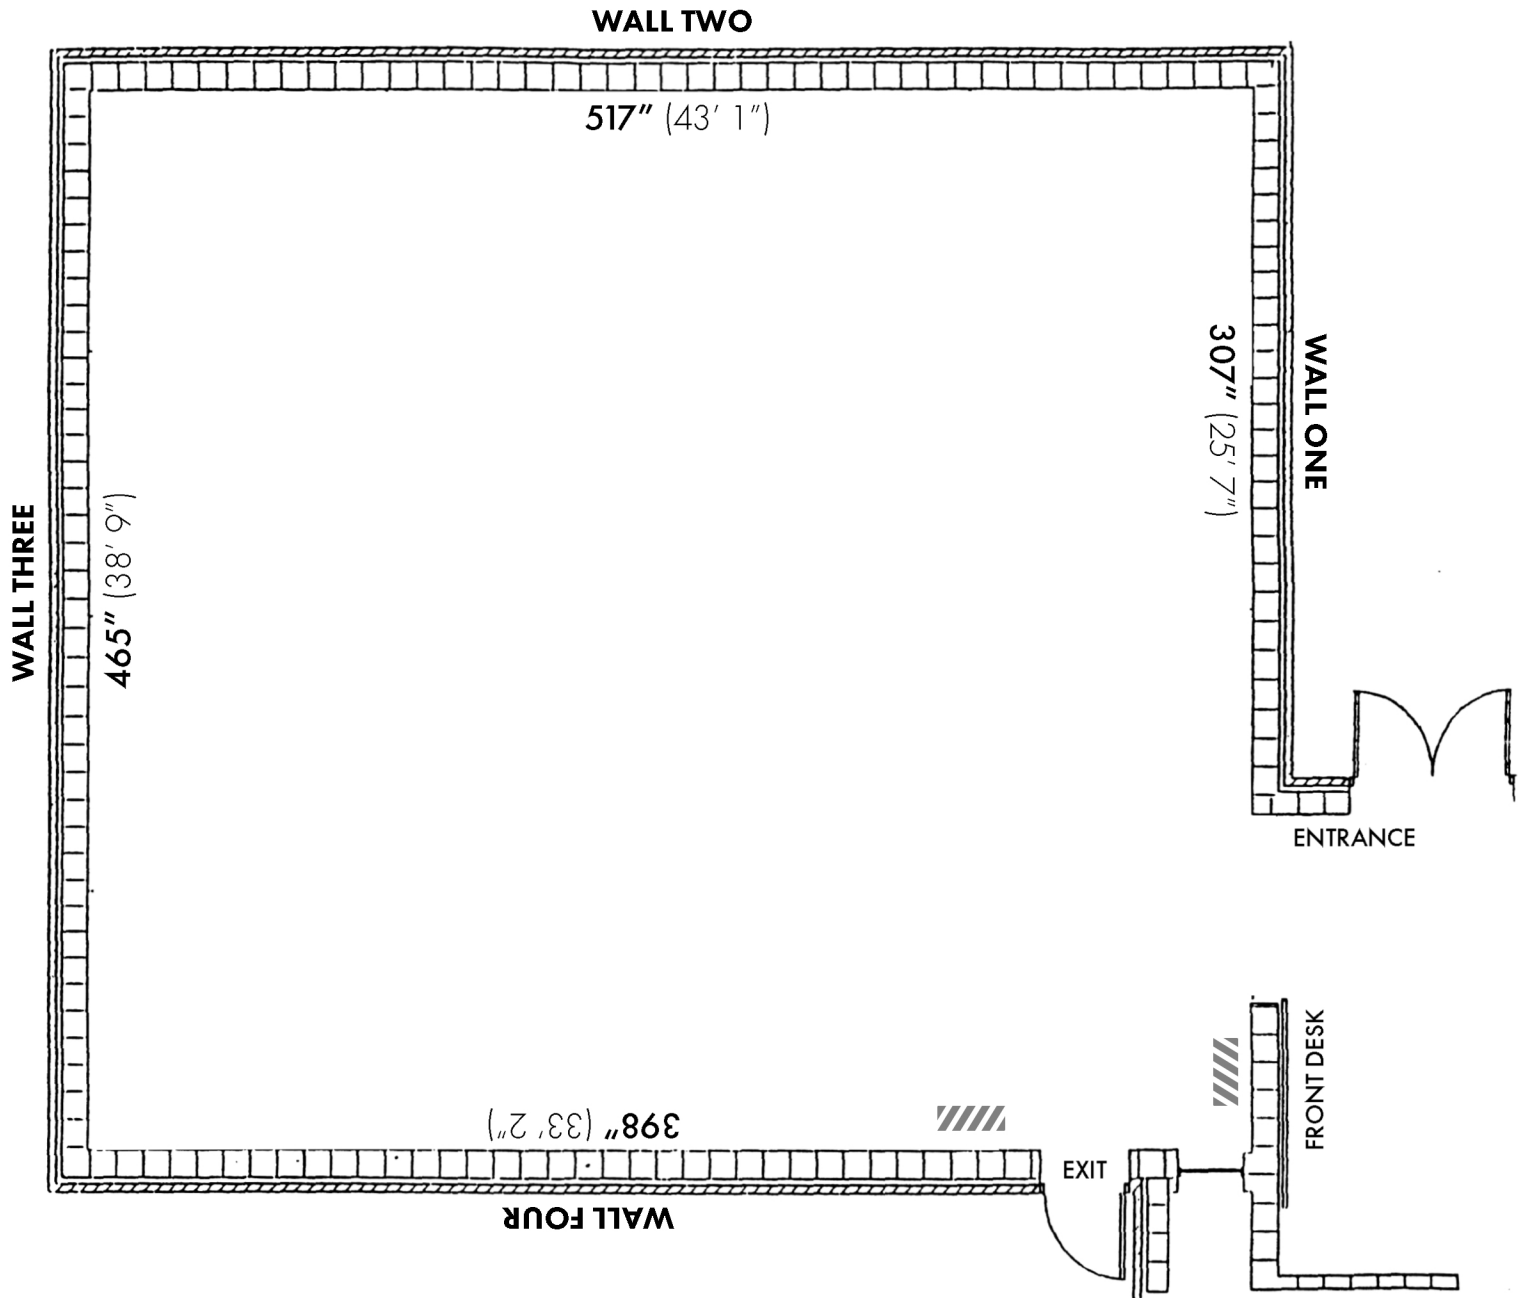 WALL TWO
517" (43' 1")
307" (25' 7")
WALL ONE
WALL THREE
465" (38' 9")
ENTRANCE
FRONT DESK
398" (33' 2")
EXIT
WALL FOUR